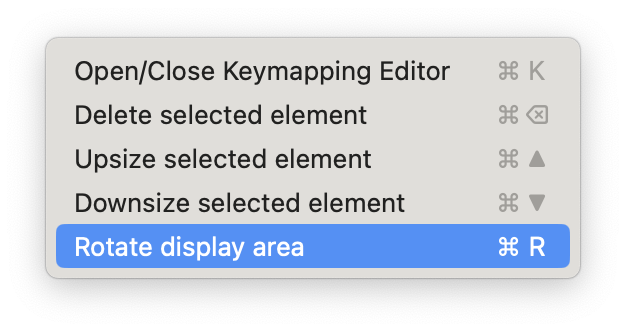 Open/Close Keymapping Editor ⌘ K
Delete selected element ⌘ ⌫
Upsize selected element ⌘ ▲
Downsize selected element ⌘ ▼
Rotate display area ⌘ R